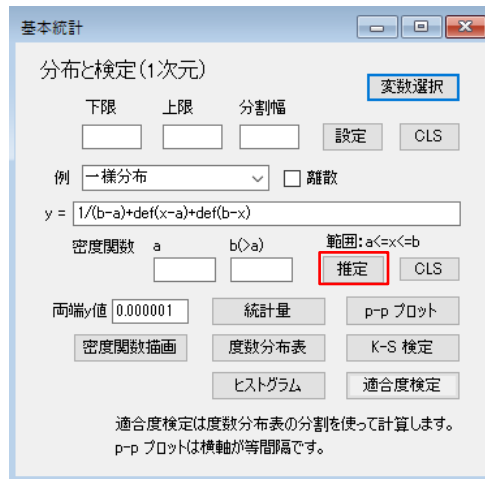 基本統計
分布と検定(1次元)
変数選択
下限 上限 分割幅
設定 CLS
例 一様分布 離散
y = 1/(b-a)+def(x-a)+def(b-x)
密度関数 a b(>a) 範囲:a<=x<=b
推定 CLS
両端y値 0.000001 統計量 p-p プロット
密度関数描画 度数分布表 K-S 検定
ヒストグラム 適合度検定
適合度検定は度数分布表の分割を使って計算します。
p-p プロットは横軸が等間隔です。